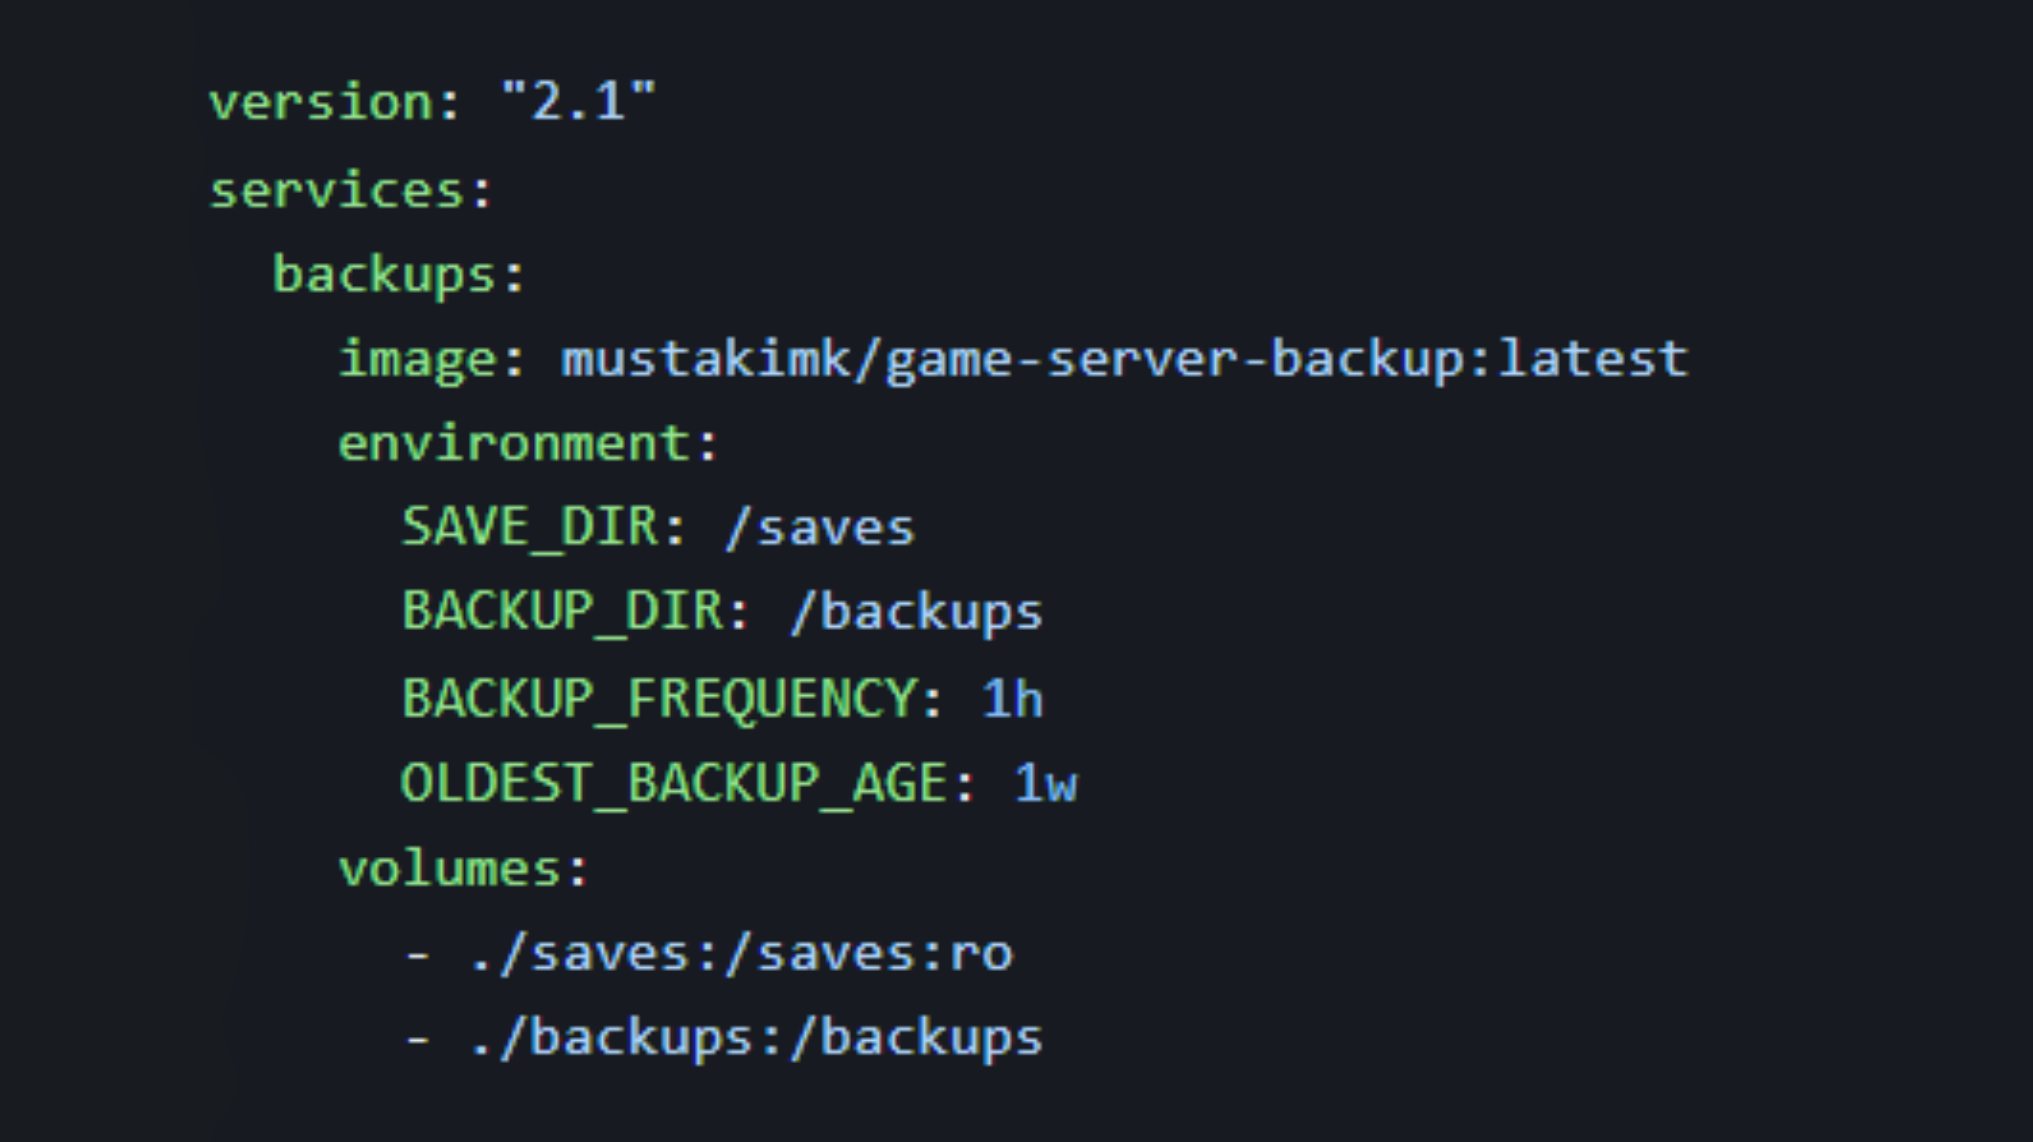 version: "2.1"
services:
  backups:
    image: mustakimk/game-server-backup:latest
    environment:
      SAVE_DIR: /saves
      BACKUP_DIR: /backups
      BACKUP_FREQUENCY: 1h
      OLDEST_BACKUP_AGE: 1w
    volumes:
      - ./saves:/saves:ro
      - ./backups:/backups